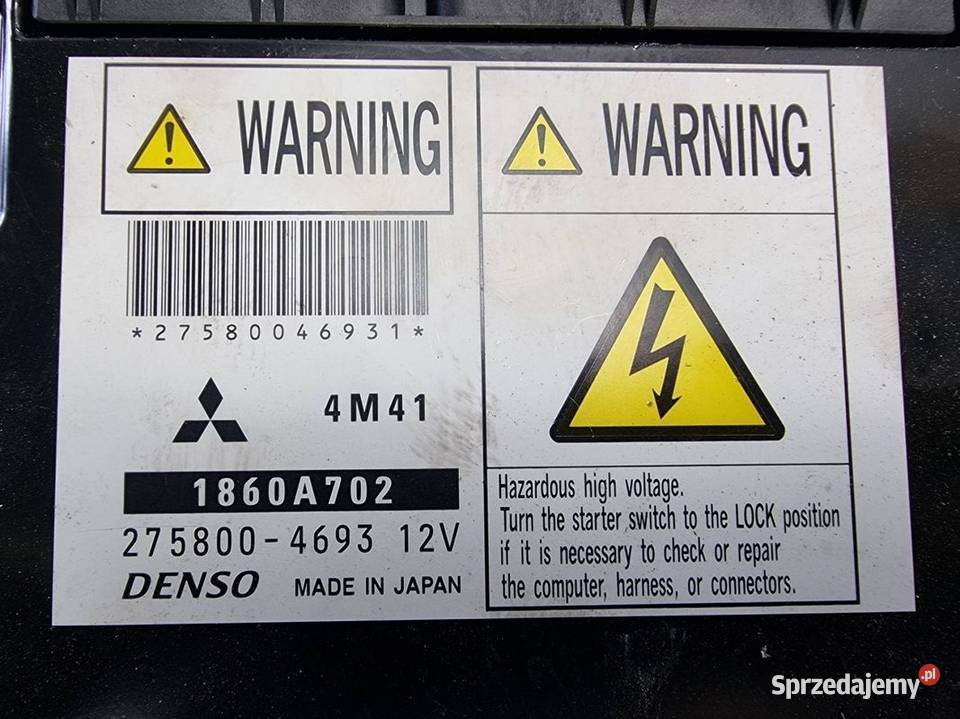 WARNING
*27580046931*
4M41
1860A702
275800-4693 12V
DENSO MADE IN JAPAN
WARNING
Hazardous high voltage.
Turn the starter switch to the LOCK position
if it is necessary to check or repair
the computer, harness, or connectors.
Sprzedajemy.pl